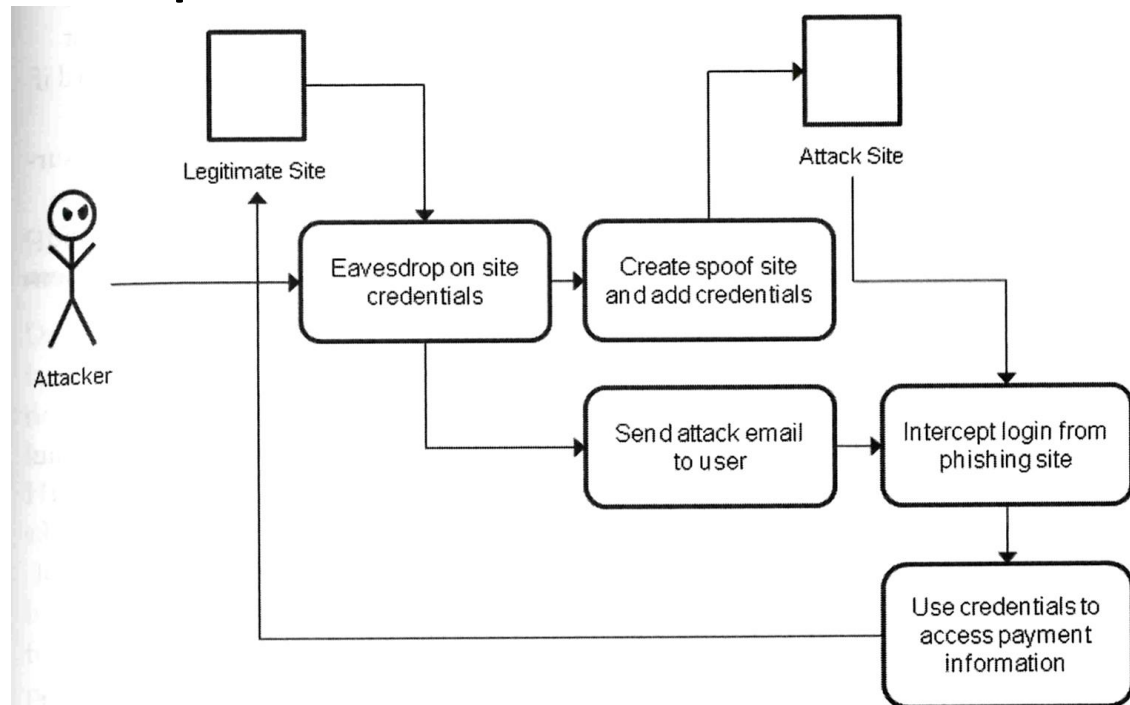 Legitimate Site
Attack Site
Attacker
Eavesdrop on site
credentials
Create spoof site
and add credentials
Send attack email
to user
Intercept login from
phishing site
Use credentials to
access payment
information